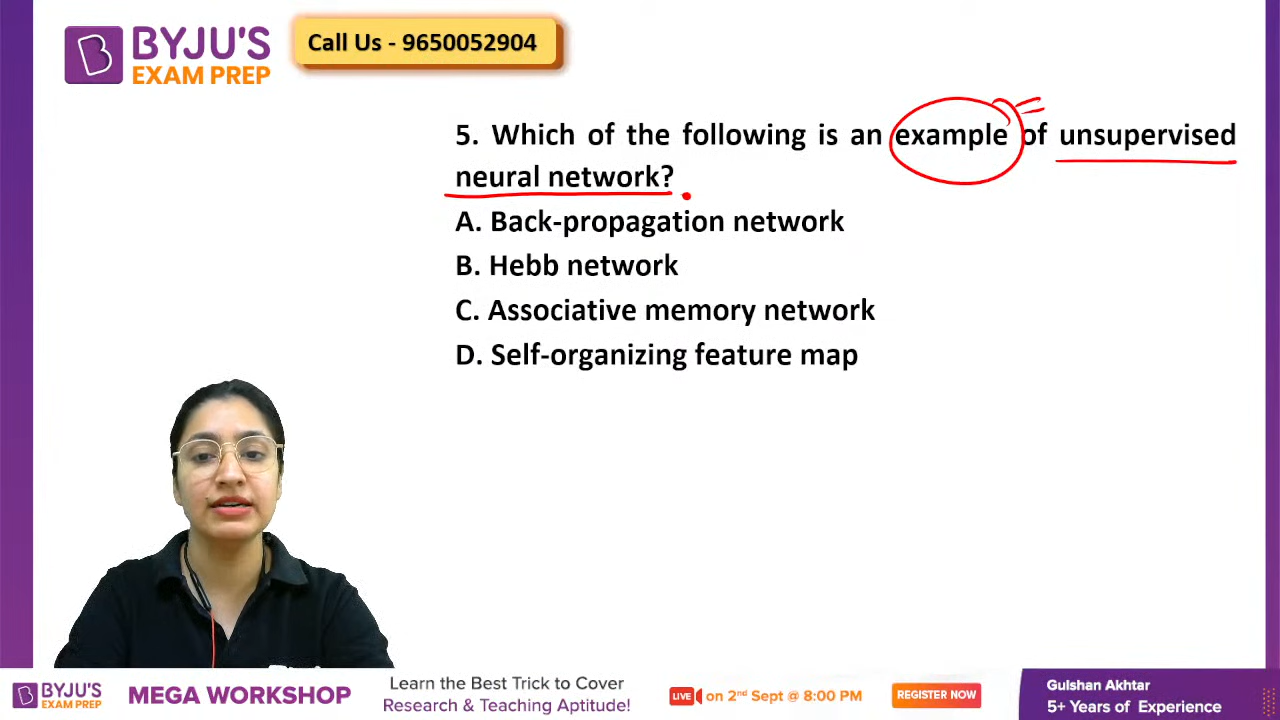 BYJU'S
EXAM PREP
Call Us - 9650052904
5. Which of the following is an example of unsupervised
neural network?
A. Back-propagation network
B. Hebb network
C. Associative memory network
D. Self-organizing feature map
BYJU'S
EXAM PREP
MEGA WORKSHOP
Learn the Best Trick to Cover
Research & Teaching Aptitude!
LIVE on 2nd Sept @ 8:00 PM
REGISTER NOW
Gulshan Akhtar
5+ Years of Experience